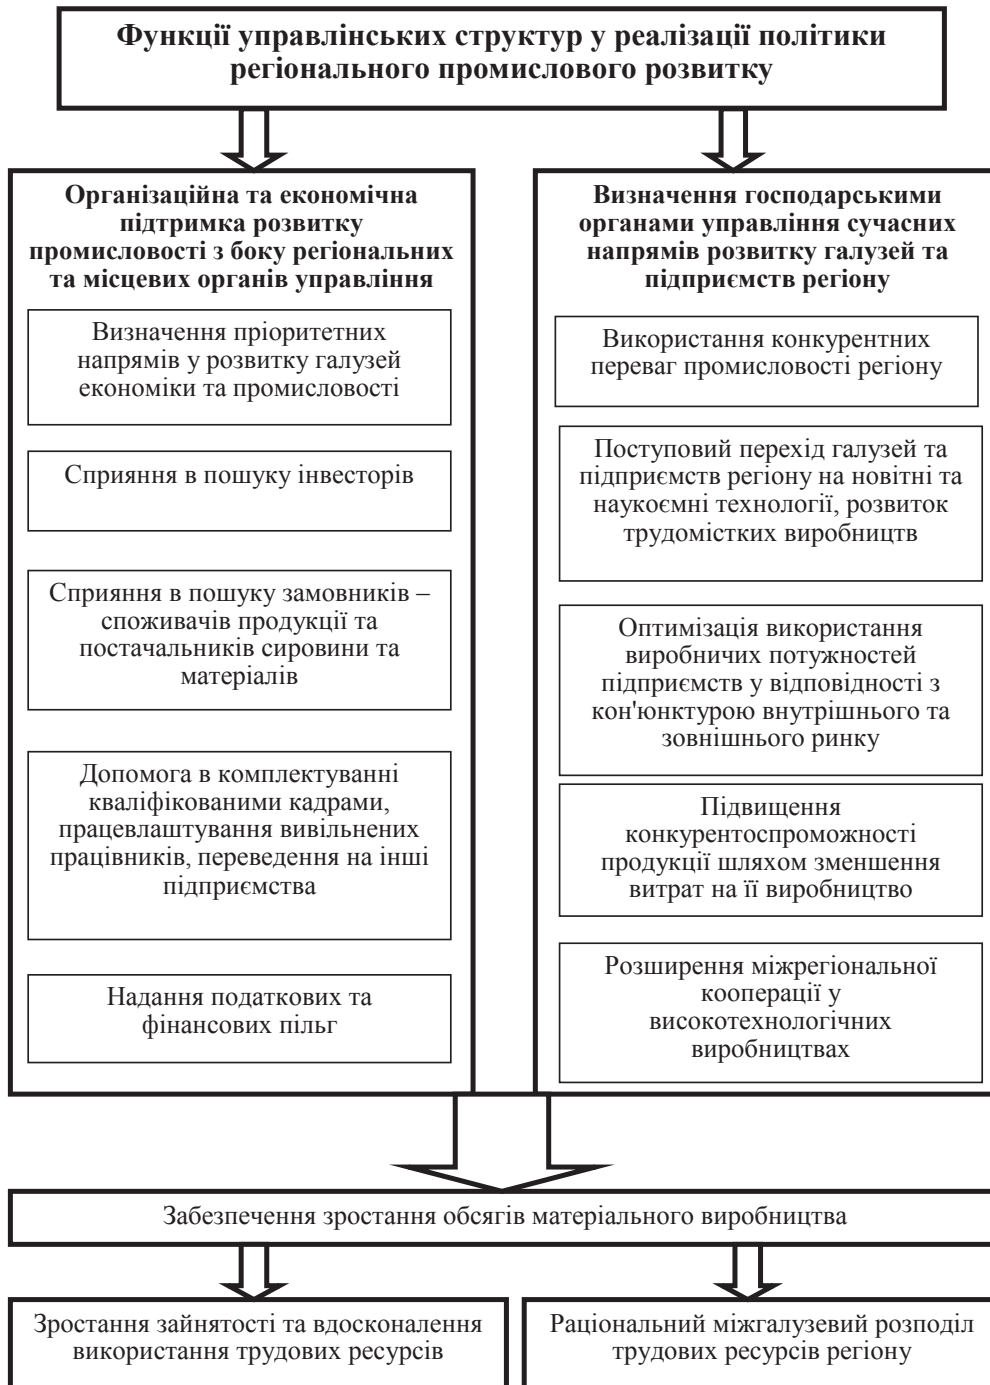 Функції управлінських структур у реалізації політики
регіонального промислового розвитку
Організаційна та економічна
підтримка розвитку
промисловості з боку регіональних
та місцевих органів управління
Визначення пріоритетних
напрямів у розвитку галузей
економіки та промисловості
Сприяння в пошуку інвесторів
Сприяння в пошуку замовників –
споживачів продукції та
постачальників сировини та
матеріалів
Допомога в комплектуванні
кваліфікованими кадрами,
працевлаштування вивільнених
працівників, переведення на інші
підприємства
Надання податкових та
фінансових пільг
Визначення господарськими
органами управління сучасних
напрямів розвитку галузей та
підприємств регіону
Використання конкурентних
переваг промисловості регіону
Поступовий перехід галузей та
підприємств регіону на новітні та
наукоємні технології, розвиток
трудомістких виробництв
Оптимізація використання
виробничих потужностей
підприємств у відповідності з
кон'юнктурою внутрішнього та
зовнішнього ринку
Підвищення
конкурентоспроможності
продукції шляхом зменшення
витрат на її виробництво
Розширення міжрегіональної
кооперації у
високотехнологічних
виробництвах
Забезпечення зростання обсягів матеріального виробництва
Зростання зайнятості та вдосконалення
використання трудових ресурсів
Раціональний міжгалузевий розподіл
трудових ресурсів регіону